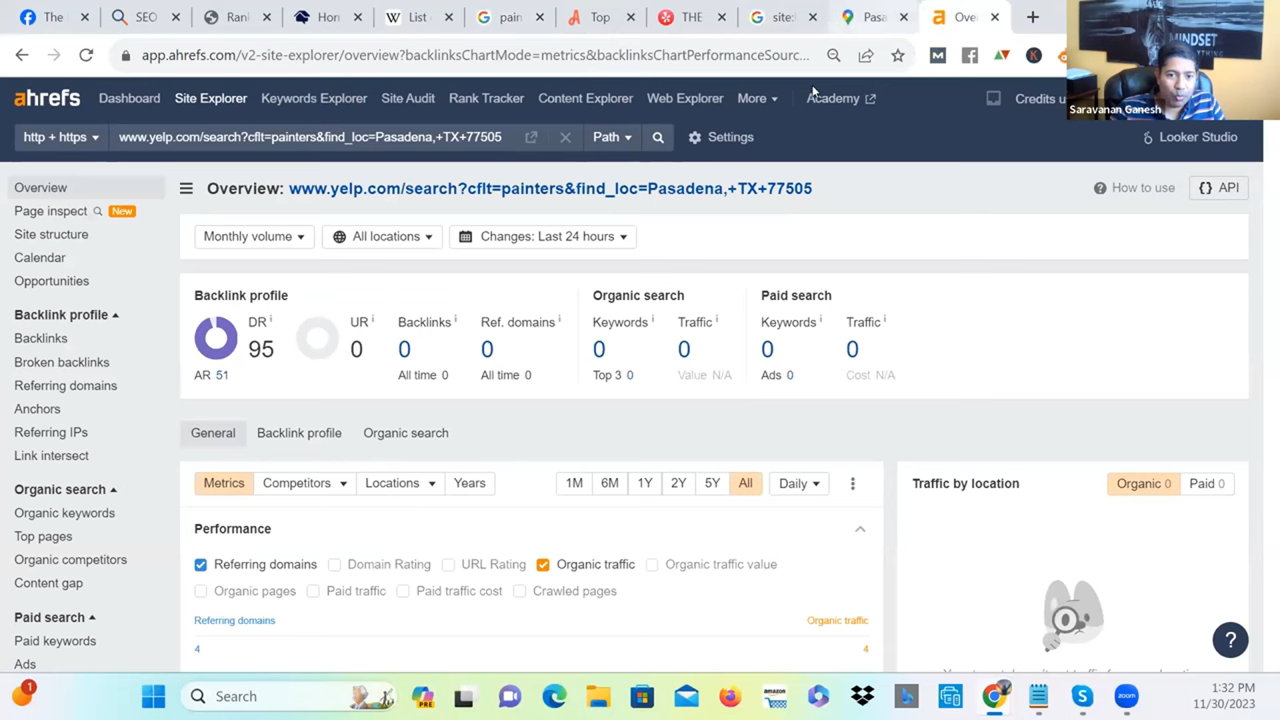 The
SEO
Ran
Hon
List
pain
Top
THE
site:
Pasa
Ove
MINDSET
Saravanan Ganesh
app.ahrefs.com/v2-site-explorer/overview?backlinksChartMode=metrics&backlinksChartPerformanceSourc...
ahrefs Dashboard Site Explorer Keywords Explorer Site Audit Rank Tracker Content Explorer Web Explorer More Academy Credits u
http + https www.yelp.com/search?cflt=painters&find_loc=Pasadena,+TX+77505 Path Settings Looker Studio
Overview
Page inspect New
Site structure
Calendar
Opportunities
Backlink profile
Backlinks
Broken backlinks
Referring domains
Anchors
Referring IPs
Link intersect
Organic search
Organic keywords
Top pages
Organic competitors
Content gap
Paid search
Paid keywords
Ads
Overview: www.yelp.com/search?cflt=painters&find_loc=Pasadena,+TX+77505 How to use {} API
Monthly volume All locations Changes: Last 24 hours
Backlink profile Organic search Paid search
DR UR Backlinks Ref. domains Keywords Traffic Keywords Traffic
95 0 0 0 0 0 0 0
AR 51 All time 0 All time 0 Top 3 0 Value N/A Ads 0 Cost N/A
General Backlink profile Organic search
Metrics Competitors Locations Years 1M 6M 1Y 2Y 5Y All Daily
Traffic by location Organic 0 Paid 0
Performance
Referring domains Domain Rating URL Rating Organic traffic Organic traffic value
Organic pages Paid traffic Paid traffic cost Crawled pages
Referring domains Organic traffic
4 4
?
1 Search amazon zoom 1:32 PM
11/30/2023